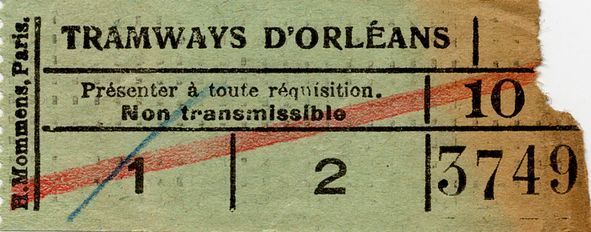 R. Mommens, Paris.
TRAMWAYS D'ORLÉANS
Présenter à toute réquisition.
Non transmissible
10
1
2
3749